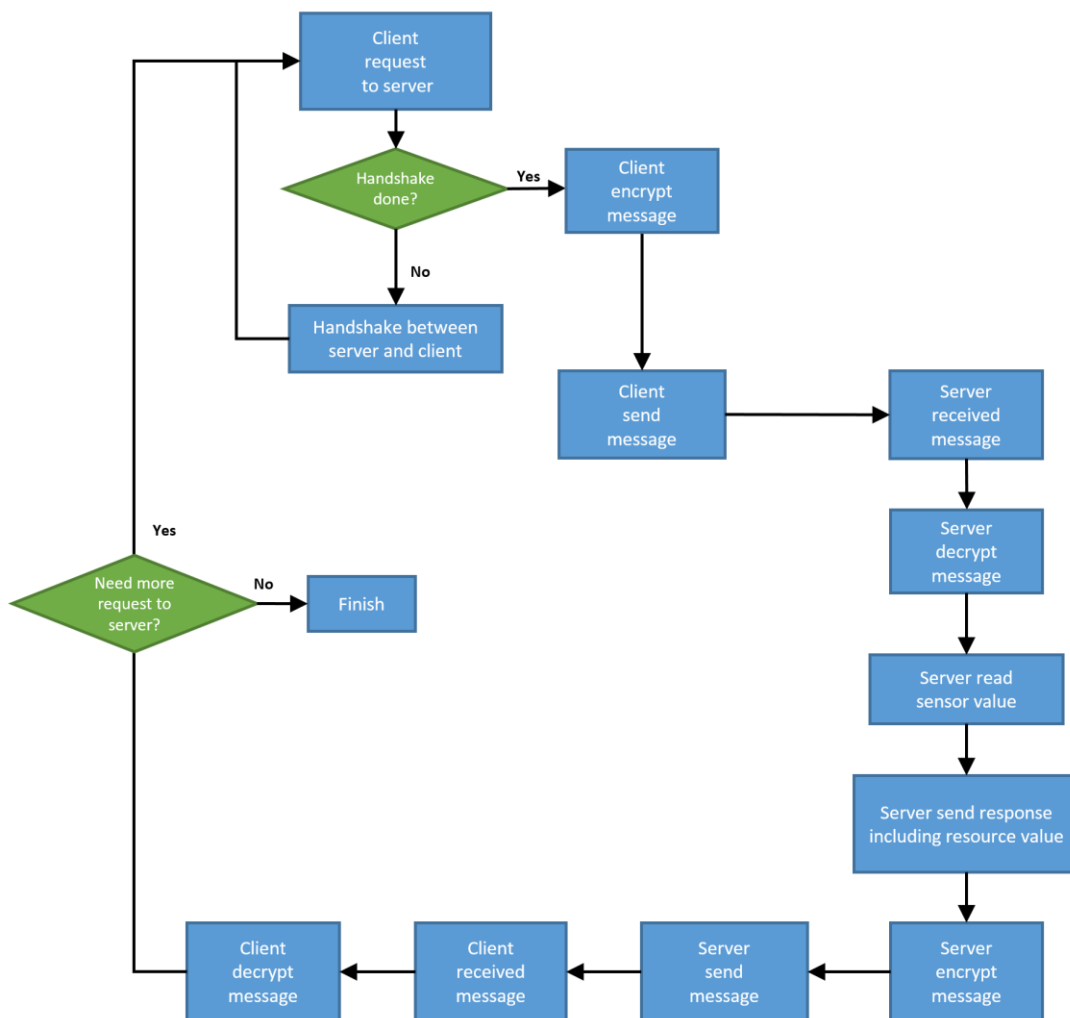 Client
request
to server
Handshake
done?
Yes
Client
encrypt
message
No
Handshake between
server and client
Client
send
message
Server
received
message
Server
decrypt
message
Yes
Need more
request to
server?
No
Finish
Server read
sensor value
Server send response
including resource value
Server
encrypt
message
Server
send
message
Client
received
message
Client
decrypt
message